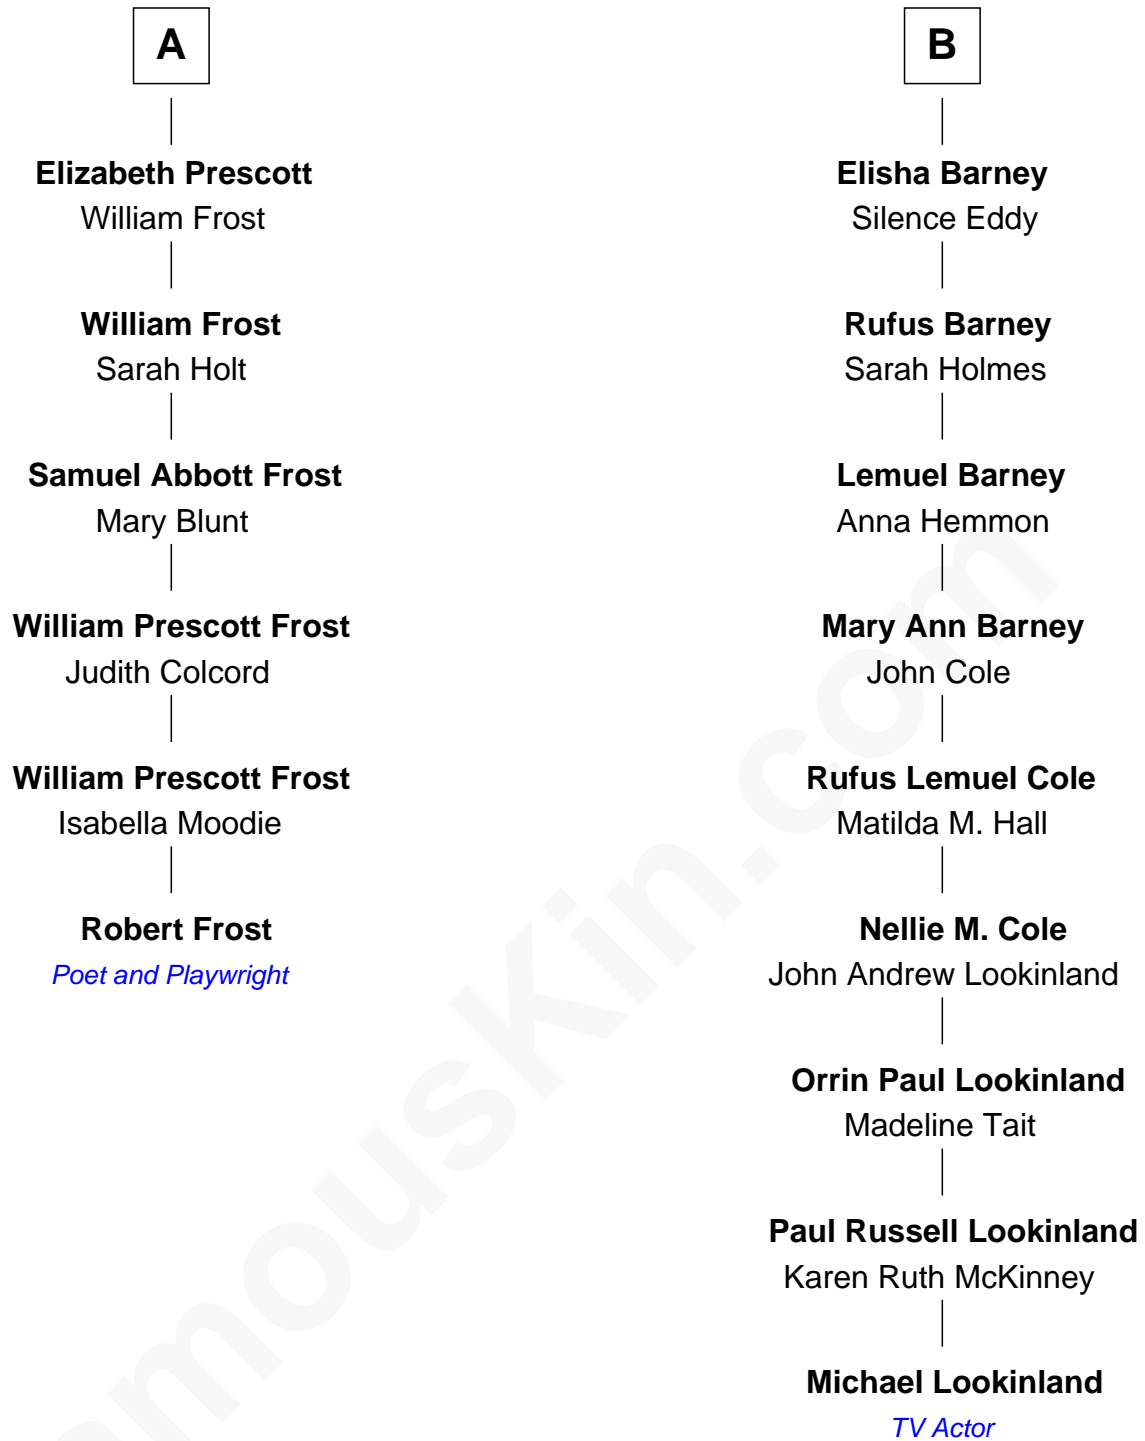 A
Elizabeth Prescott
William Frost
William Frost
Sarah Holt
Samuel Abbott Frost
Mary Blunt
William Prescott Frost
Judith Colcord
William Prescott Frost
Isabella Moodie
Robert Frost
Poet and Playwright
B
Elisha Barney
Silence Eddy
Rufus Barney
Sarah Holmes
Lemuel Barney
Anna Hemmon
Mary Ann Barney
John Cole
Rufus Lemuel Cole
Matilda M. Hall
Nellie M. Cole
John Andrew Lookinland
Orrin Paul Lookinland
Madeline Tait
Paul Russell Lookinland
Karen Ruth McKinney
Michael Lookinland
TV Actor
amousKin.com